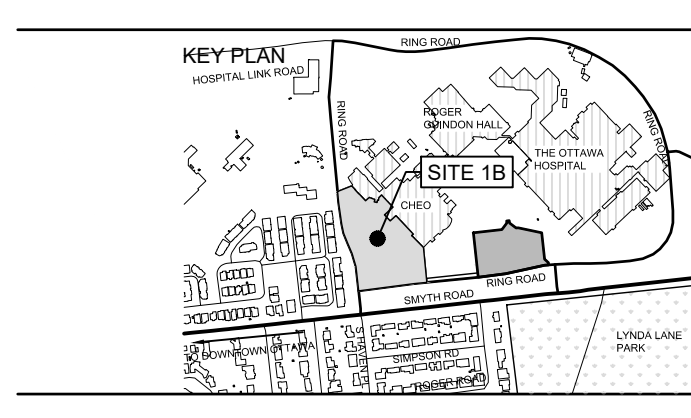 KEY PLAN
RING ROAD
HOSPITAL LINK ROAD
RING ROAD
ROGER
GUINDON HALL
RING ROAD
THE OTTAWA
HOSPITAL
SITE 1B
CHEO
RING ROAD
SMYTH ROAD
TO DOWNTOWN OTTAWA
SIMPSON RD
ROGER ROAD
LYNDA LANE
PARK